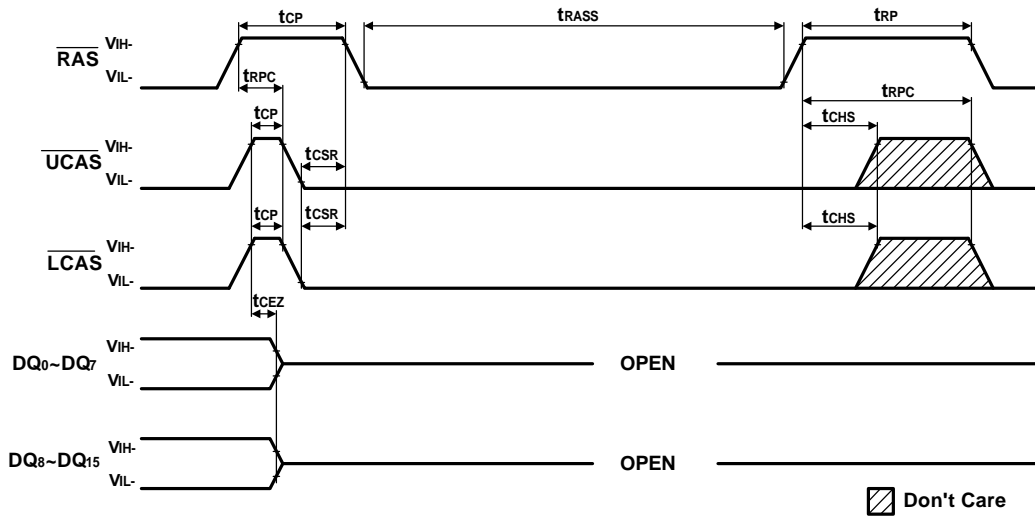 tCP tRASS tRP
RAS VIH-
VIL-
tRPC tRPC
tCP tCHS
UCAS VIH-
VIL-
tCSR
tCP tCSR tCHS
LCAS VIH-
VIL-
tCEZ
DQ0~DQ7 VIH-
VIL-
OPEN
DQ8~DQ15 VIH-
VIL-
OPEN
Don't Care